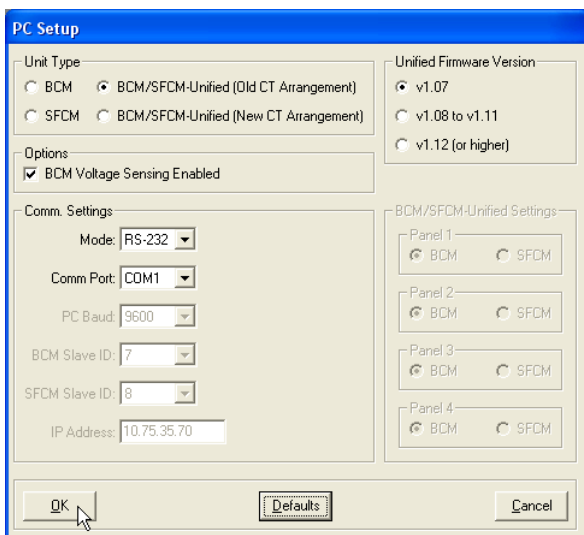 PC Setup
Unit Type
BCM
BCM/SFCM-Unified (Old CT Arrangement)
SFCM
BCM/SFCM-Unified (New CT Arrangement)
Unified Firmware Version
v1.07
v1.08 to v1.11
v1.12 (or higher)
Options
BCM Voltage Sensing Enabled
Comm. Settings
Mode: RS-232
Comm Port: COM1
PC Baud: 9600
BCM Slave ID: 7
SFCM Slave ID: 8
IP Address: 10.75.35.70
BCM/SFCM-Unified Settings
Panel 1
BCM SFCM
Panel 2
BCM SFCM
Panel 3
BCM SFCM
Panel 4
BCM SFCM
OK Defaults Cancel